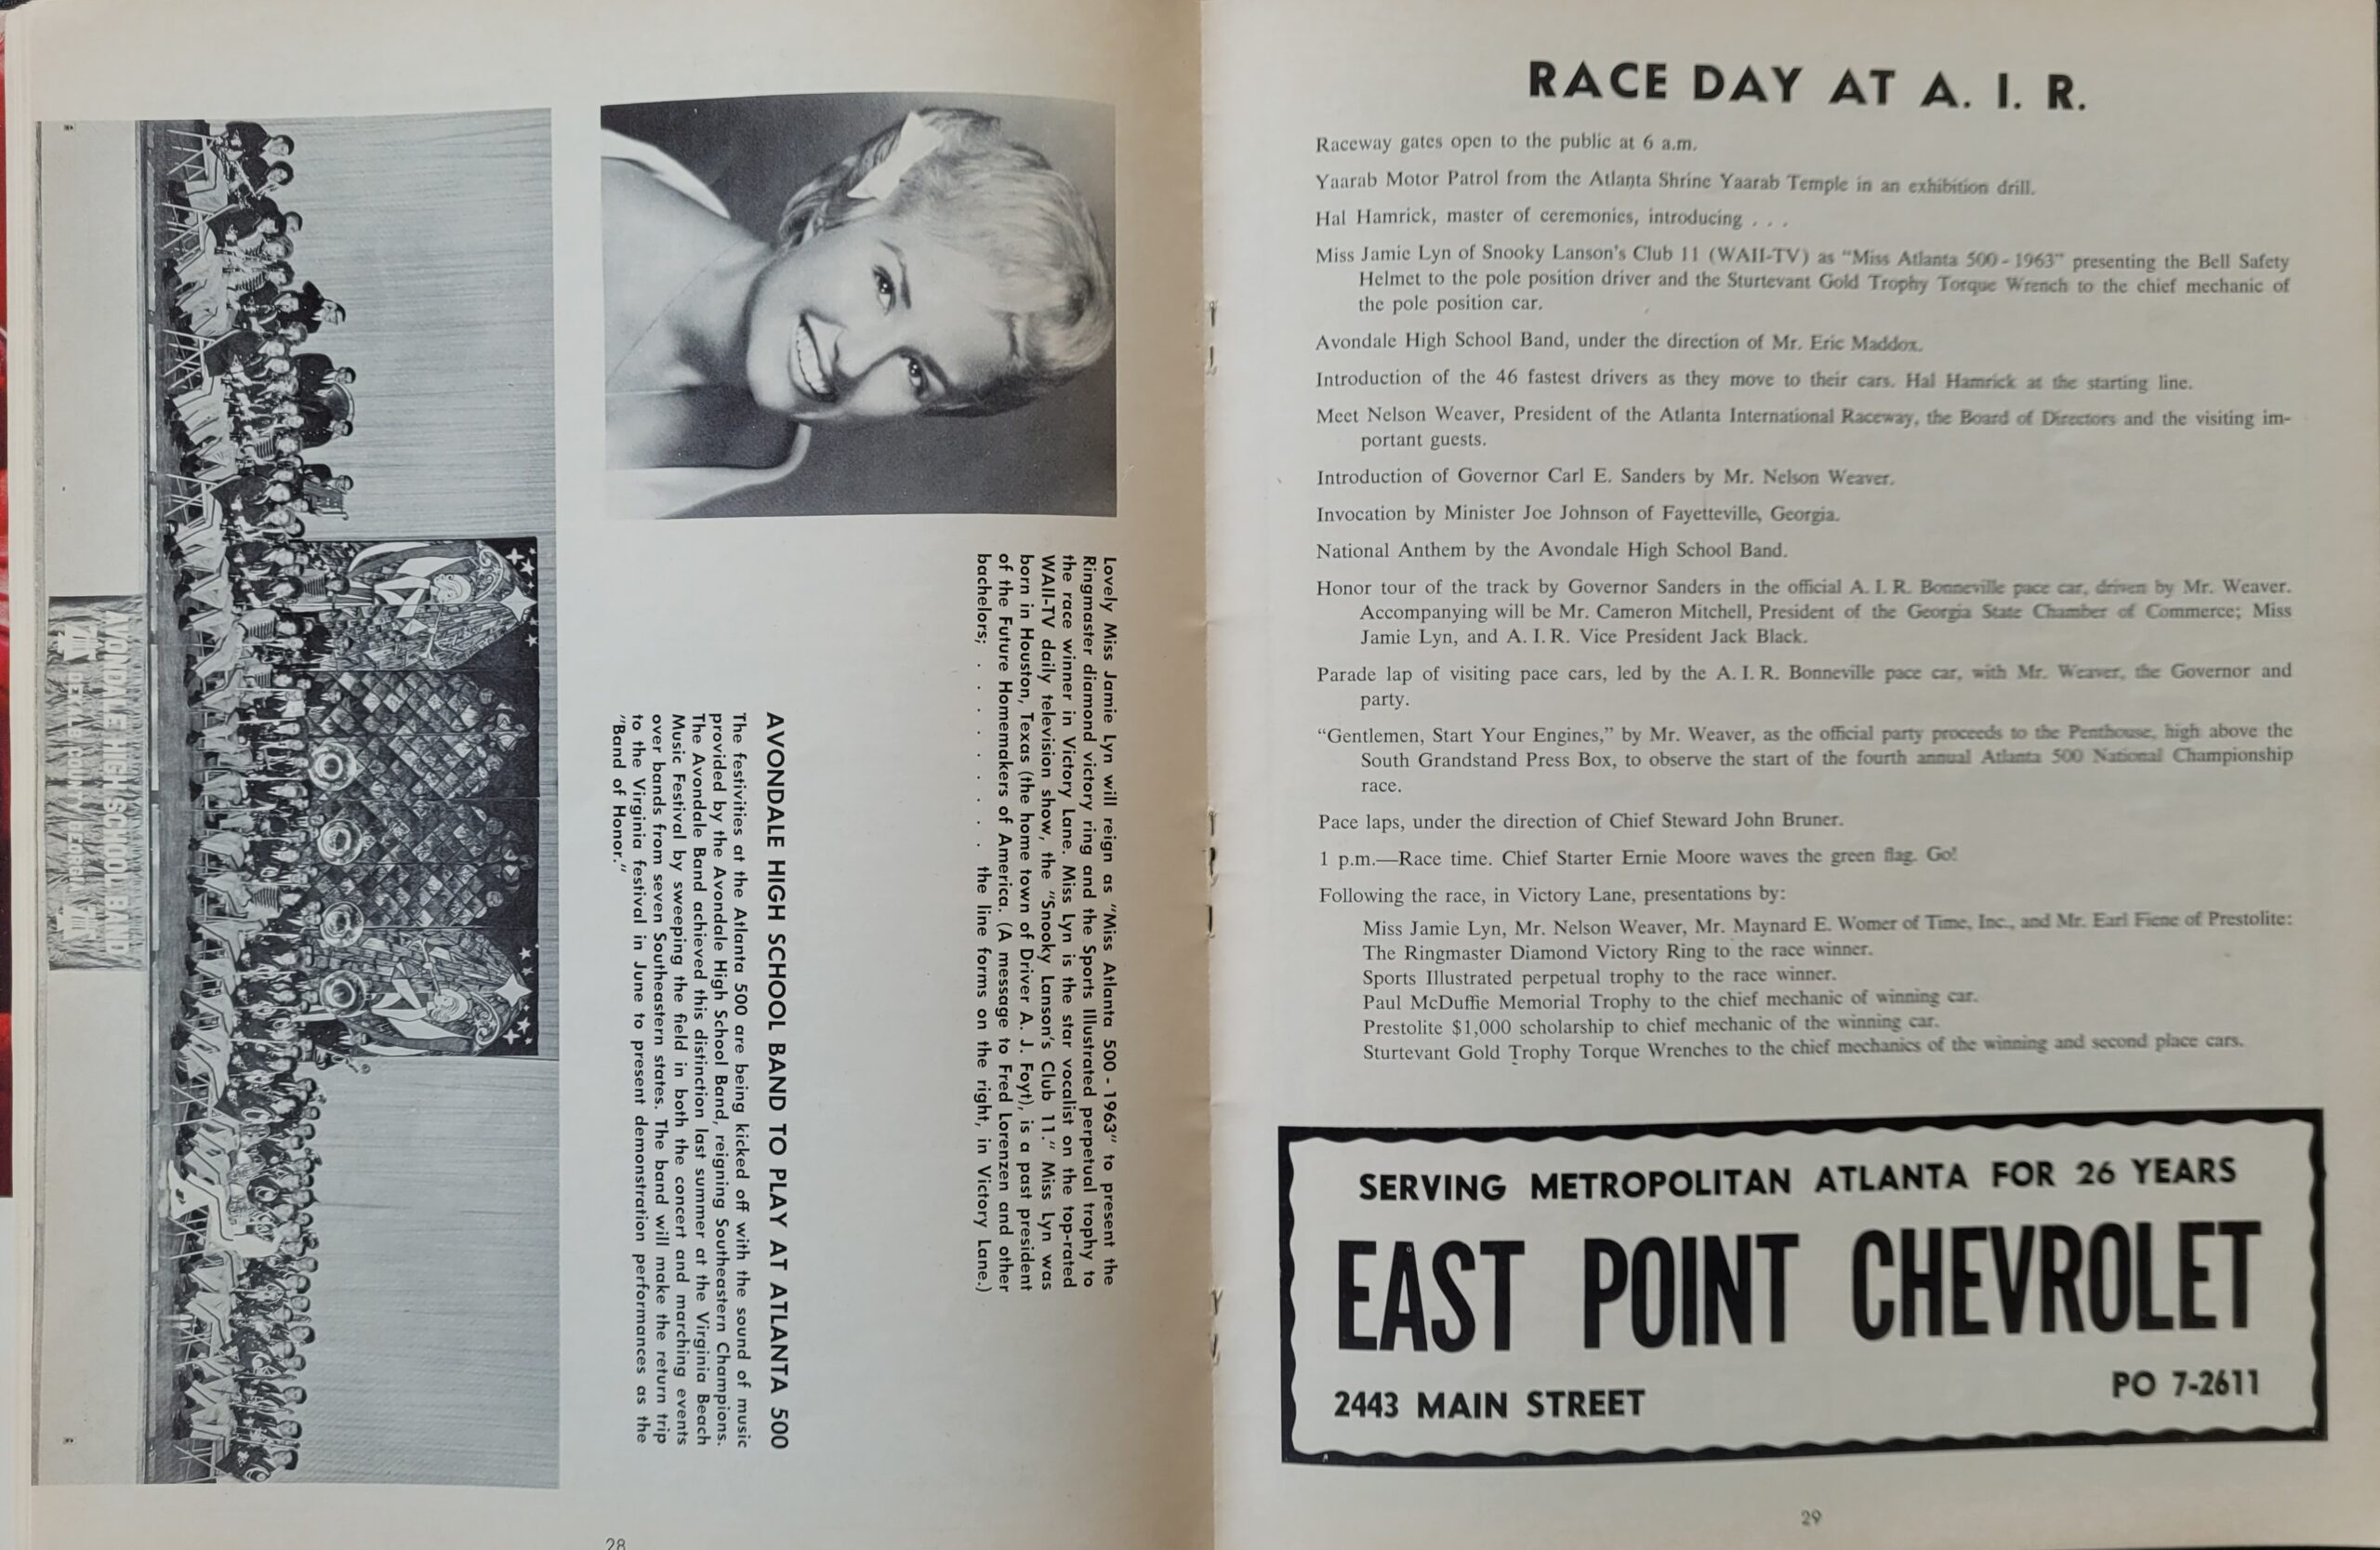 Lovely Miss Jamie Lyn will reign as "Miss Atlanta 500 - 1963" to present the
Ringmaster diamond victory ring and the Sports Illustrated perpetual trophy to
the race winner in Victory Lane. Miss Lyn is the star vocalist on the top-rated
WAII-TV daily television show, the "Snooky Lanson's Club 11." Miss Lyn was
born in Houston, Texas (the home town of Driver A. J. Foyt), is a past president
of the Future Homemakers of America. (A message to Fred Lorenzen and other
bachelors; . . . . . . . . . the line forms on the right, in Victory Lane.)
AVONDALE HIGH SCHOOL BAND TO PLAY AT ATLANTA 500
The festivities at the Atlanta 500 are being kicked off with the sound of music
provided by the Avondale High School Band, reigning Southeastern Champions.
The Avondale Band achieved this distinction last summer at the Virginia Beach
Music Festival by sweeping the field in both the concert and marching events
over bands from seven Southeastern states. The band will make the return trip
to the Virginia festival in June to present demonstration performances as the
"Band of Honor."
AVONDALE HIGH SCHOOL BAND
DEKALB COUNTY, GEORGIA
28
RACE DAY AT A. I. R.
Raceway gates open to the public at 6 a.m.
Yaarab Motor Patrol from the Atlanta Shrine Yaarab Temple in an exhibition drill.
Hal Hamrick, master of ceremonies, introducing . . .
Miss Jamie Lyn of Snooky Lanson's Club 11 (WAII-TV) as "Miss Atlanta 500 - 1963" presenting the Bell Safety
Helmet to the pole position driver and the Sturtevant Gold Trophy Torque Wrench to the chief mechanic of
the pole position car.
Avondale High School Band, under the direction of Mr. Eric Maddox.
Introduction of the 46 fastest drivers as they move to their cars. Hal Hamrick at the starting line.
Meet Nelson Weaver, President of the Atlanta International Raceway, the Board of Directors and the visiting im-
portant guests.
Introduction of Governor Carl E. Sanders by Mr. Nelson Weaver.
Invocation by Minister Joe Johnson of Fayetteville, Georgia.
National Anthem by the Avondale High School Band.
Honor tour of the track by Governor Sanders in the official A. I. R. Bonneville pace car, driven by Mr. Weaver.
Accompanying will be Mr. Cameron Mitchell, President of the Georgia State Chamber of Commerce; Miss
Jamie Lyn, and A. I. R. Vice President Jack Black.
Parade lap of visiting pace cars, led by the A. I. R. Bonneville pace car, with Mr. Weaver, the Governor and
party.
"Gentlemen, Start Your Engines," by Mr. Weaver, as the official party proceeds to the Penthouse, high above the
South Grandstand Press Box, to observe the start of the fourth annual Atlanta 500 National Championship
race.
Pace laps, under the direction of Chief Steward John Bruner.
1 p.m.—Race time. Chief Starter Ernie Moore waves the green flag. Go!
Following the race, in Victory Lane, presentations by:
Miss Jamie Lyn, Mr. Nelson Weaver, Mr. Maynard E. Womer of Time, Inc., and Mr. Earl Fiene of Prestolite:
The Ringmaster Diamond Victory Ring to the race winner.
Sports Illustrated perpetual trophy to the race winner.
Paul McDuffie Memorial Trophy to the chief mechanic of winning car.
Prestolite $1,000 scholarship to chief mechanic of the winning car.
Sturtevant Gold Trophy Torque Wrenches to the chief mechanics of the winning and second place cars.
SERVING METROPOLITAN ATLANTA FOR 26 YEARS
EAST POINT CHEVROLET
2443 MAIN STREET
PO 7-2611
29